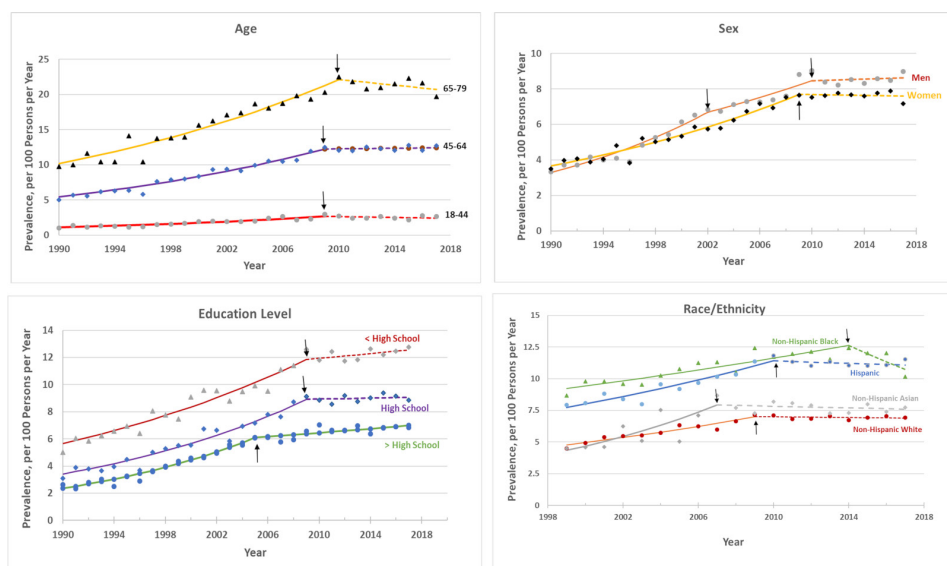 Age
Prevalence, per 100 Persons per Year
25
20
15
10
5
0
1990 1994 1998 2002 2006 2010 2014 2018
Year
65-79
45-64
18-44
Sex
Prevalence, per 100 Persons per Year
10
8
6
4
2
0
1990 1994 1998 2002 2006 2010 2014 2018
Year
Men
Women
Education Level
Prevalence, per 100 Persons per Year
14
12
10
8
6
4
2
0
1990 1994 1998 2002 2006 2010 2014 2018
Year
< High School
High School
> High School
Race/Ethnicity
Prevalence, per 100 Persons per Year
15
12.5
10
7.5
5
2.5
0
1998 2002 2006 2010 2014 2018
Year
Non-Hispanic Black
Hispanic
Non-Hispanic Asian
Non-Hispanic White